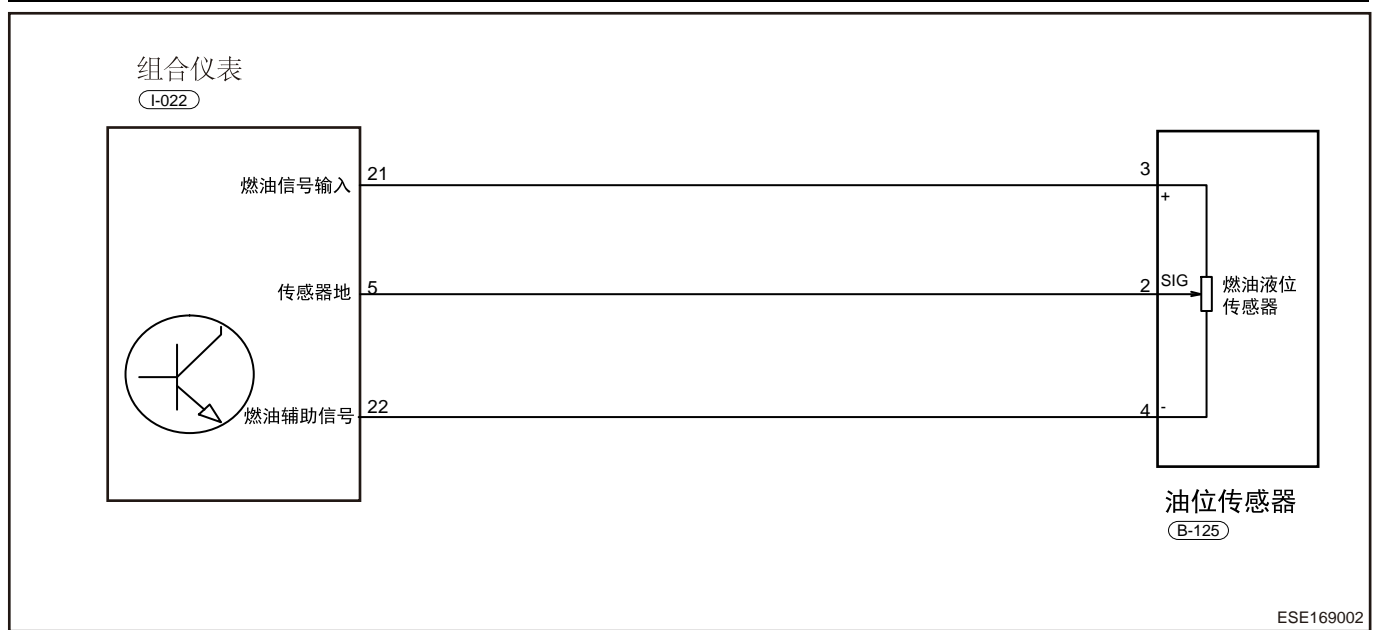 组合仪表
I-022
燃油信号输入 21
3
+
传感器地 5
2 SIG
燃油液位
传感器
燃油辅助信号 22
4 -
油位传感器
B-125
ESE169002